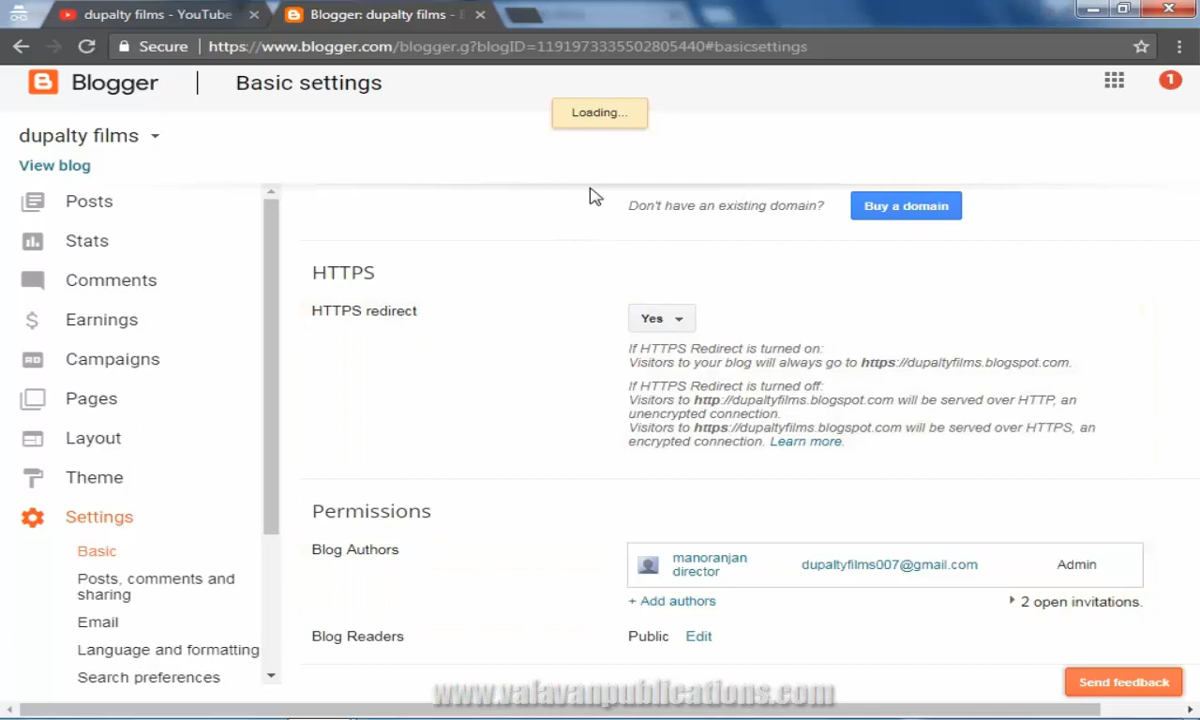 dupalty films - YouTube
Blogger: dupalty films -
Secure
https://www.blogger.com/blogger.g?blogID=1191973335502805440#basicsettings
Blogger
Basic settings
Loading...
1
dupalty films
View blog
Posts
Stats
Comments
Earnings
Campaigns
Pages
Layout
Theme
Settings
Basic
Posts, comments and
sharing
Email
Language and formatting
Search preferences
Don't have an existing domain?
Buy a domain
HTTPS
HTTPS redirect
Yes
If HTTPS Redirect is turned on:
Visitors to your blog will always go to https://dupaltyfilms.blogspot.com.
If HTTPS Redirect is turned off:
Visitors to http://dupaltyfilms.blogspot.com will be served over HTTP, an
unencrypted connection.
Visitors to https://dupaltyfilms.blogspot.com will be served over HTTPS, an
encrypted connection. Learn more.
Permissions
Blog Authors
manoranjan
director
dupaltyfilms007@gmail.com
Admin
+ Add authors
2 open invitations.
Blog Readers
Public Edit
Send feedback
www.valavanpublications.com